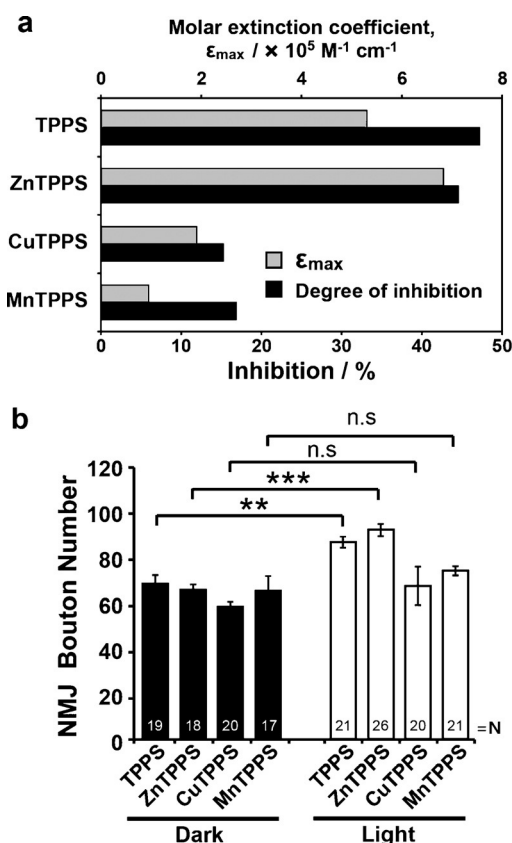 a
Molar extinction coefficient,
εmax / × 10⁵ M⁻¹ cm⁻¹
0 2 4 6 8
TPPS
ZnTPPS
CuTPPS
MnTPPS
εmax
Degree of inhibition
0 10 20 30 40 50
Inhibition / %
b
n.s
n.s
***
**
NMJ Bouton Number
120
100
80
60
40
20
0
19 18 20 17 21 26 20 21 =N
TPPS ZnTPPS CuTPPS MnTPPS TPPS ZnTPPS CuTPPS MnTPPS
Dark Light